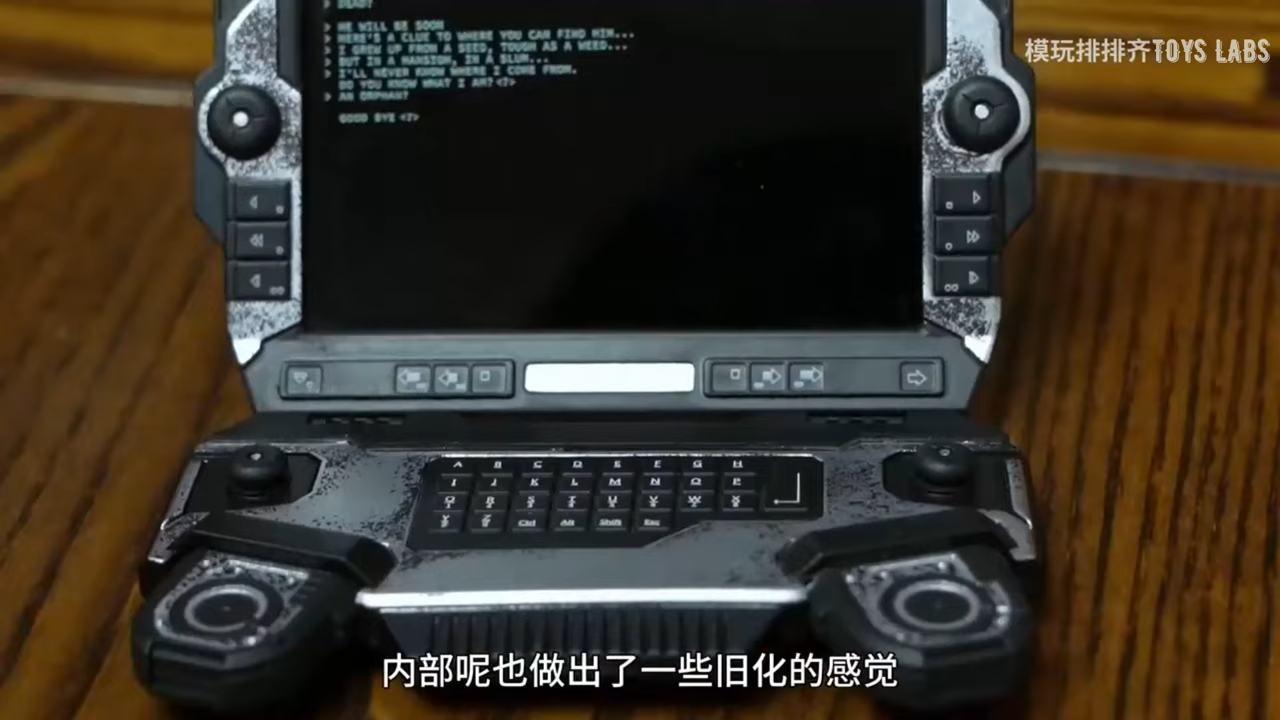 > READY
> HE WILL BE SOON
> HERE'S A CLUE TO WHERE YOU CAN FIND HIM...
> I GREW UP FROM A SEED, TOUGH AS A WEED...
> BUT IN A MANSION, IN A SLUM...
> I'LL NEVER KNOW WHERE I COME FROM.
DO YOU KNOW WHAT I AM? <?>
> AN ORPHAN?
GOOD BYE <?>
模玩排排齐TOYS LABS
A B C D E F G H
I J K L M N O P
Q R S T U V W X
Y Z Ctrl Alt Shift Esc
内部呢也做出了一些旧化的感觉